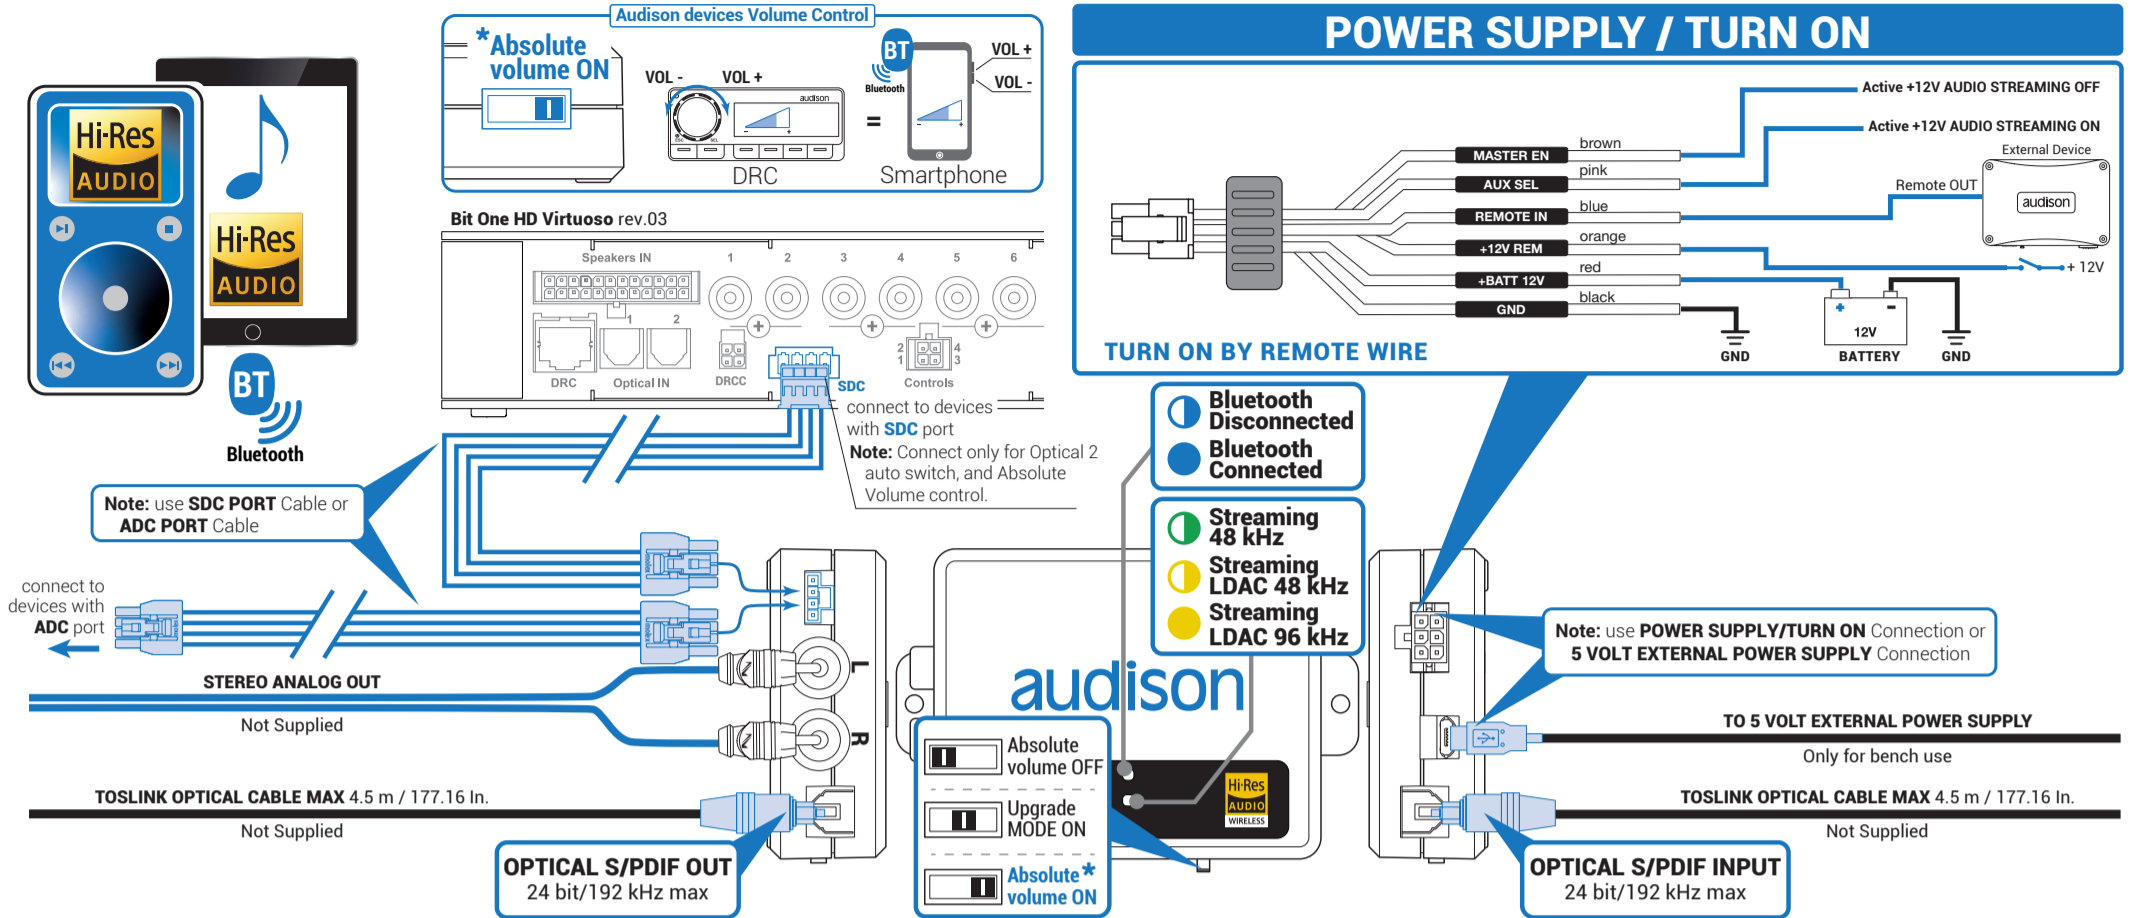 Audison devices Volume Control
*Absolute
volume ON
VOL -
VOL +
audison
- +
DRC
=
BT
Bluetooth
VOL +
VOL -
- +
Smartphone
Hi-Res
AUDIO
Hi-Res
AUDIO
BT
Bluetooth
POWER SUPPLY / TURN ON
Active +12V AUDIO STREAMING OFF
Active +12V AUDIO STREAMING ON
External Device
Remote OUT
audison
MASTER EN brown
AUX SEL pink
REMOTE IN blue
+12V REM orange
+BATT 12V red
GND black
+ 12V
+ -
12V
GND
BATTERY
GND
TURN ON BY REMOTE WIRE
Bit One HD Virtuoso rev.03
Speakers IN
1 2 3 4 5 6
1 2
DRC
Optical IN
DRCC
SDC
2 4
1 3
Controls
connect to devices
with SDC port
Note: Connect only for Optical 2
auto switch, and Absolute
Volume control.
Note: use SDC PORT Cable or
ADC PORT Cable
connect to
devices with
ADC port
STEREO ANALOG OUT
Not Supplied
L
R
TOSLINK OPTICAL CABLE MAX 4.5 m / 177.16 In.
Not Supplied
OPTICAL S/PDIF OUT
24 bit/192 kHz max
Bluetooth
Disconnected
Bluetooth
Connected
Streaming
48 kHz
Streaming
LDAC 48 kHz
Streaming
LDAC 96 kHz
audison
Absolute
volume OFF
Upgrade
MODE ON
Absolute*
volume ON
Hi-Res
AUDIO
WIRELESS
Note: use POWER SUPPLY/TURN ON Connection or
5 VOLT EXTERNAL POWER SUPPLY Connection
TO 5 VOLT EXTERNAL POWER SUPPLY
Only for bench use
TOSLINK OPTICAL CABLE MAX 4.5 m / 177.16 In.
Not Supplied
OPTICAL S/PDIF INPUT
24 bit/192 kHz max